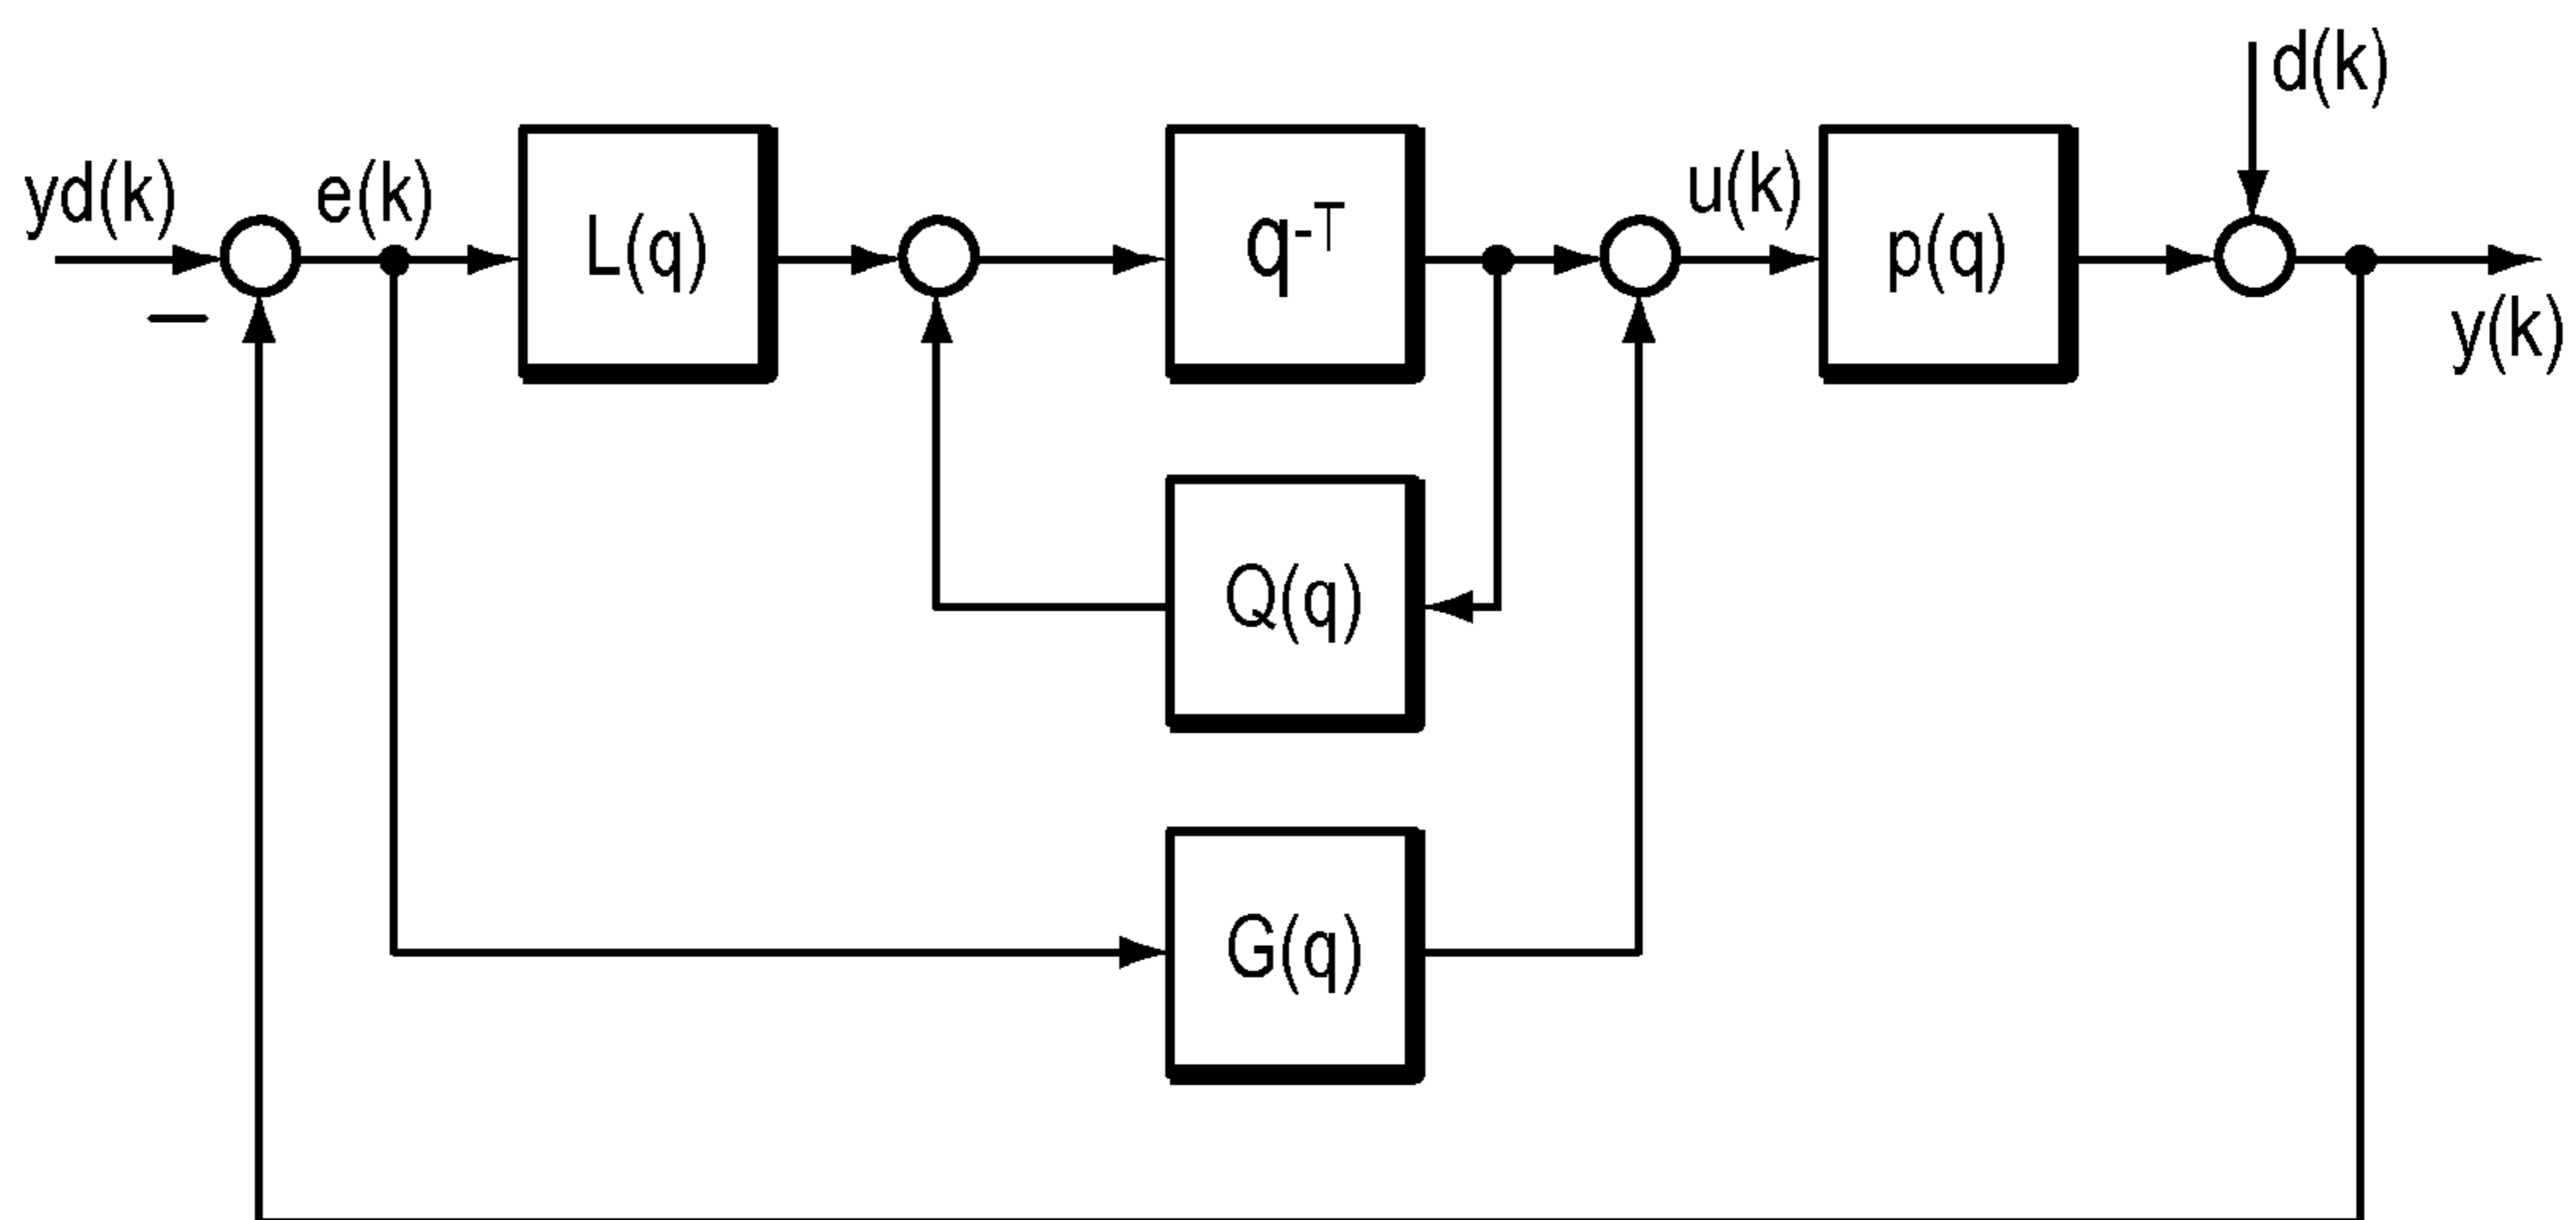 d(k)
yd(k)
e(k)
L(q)
q-T
u(k)
p(q)
–
y(k)
Q(q)
G(q)